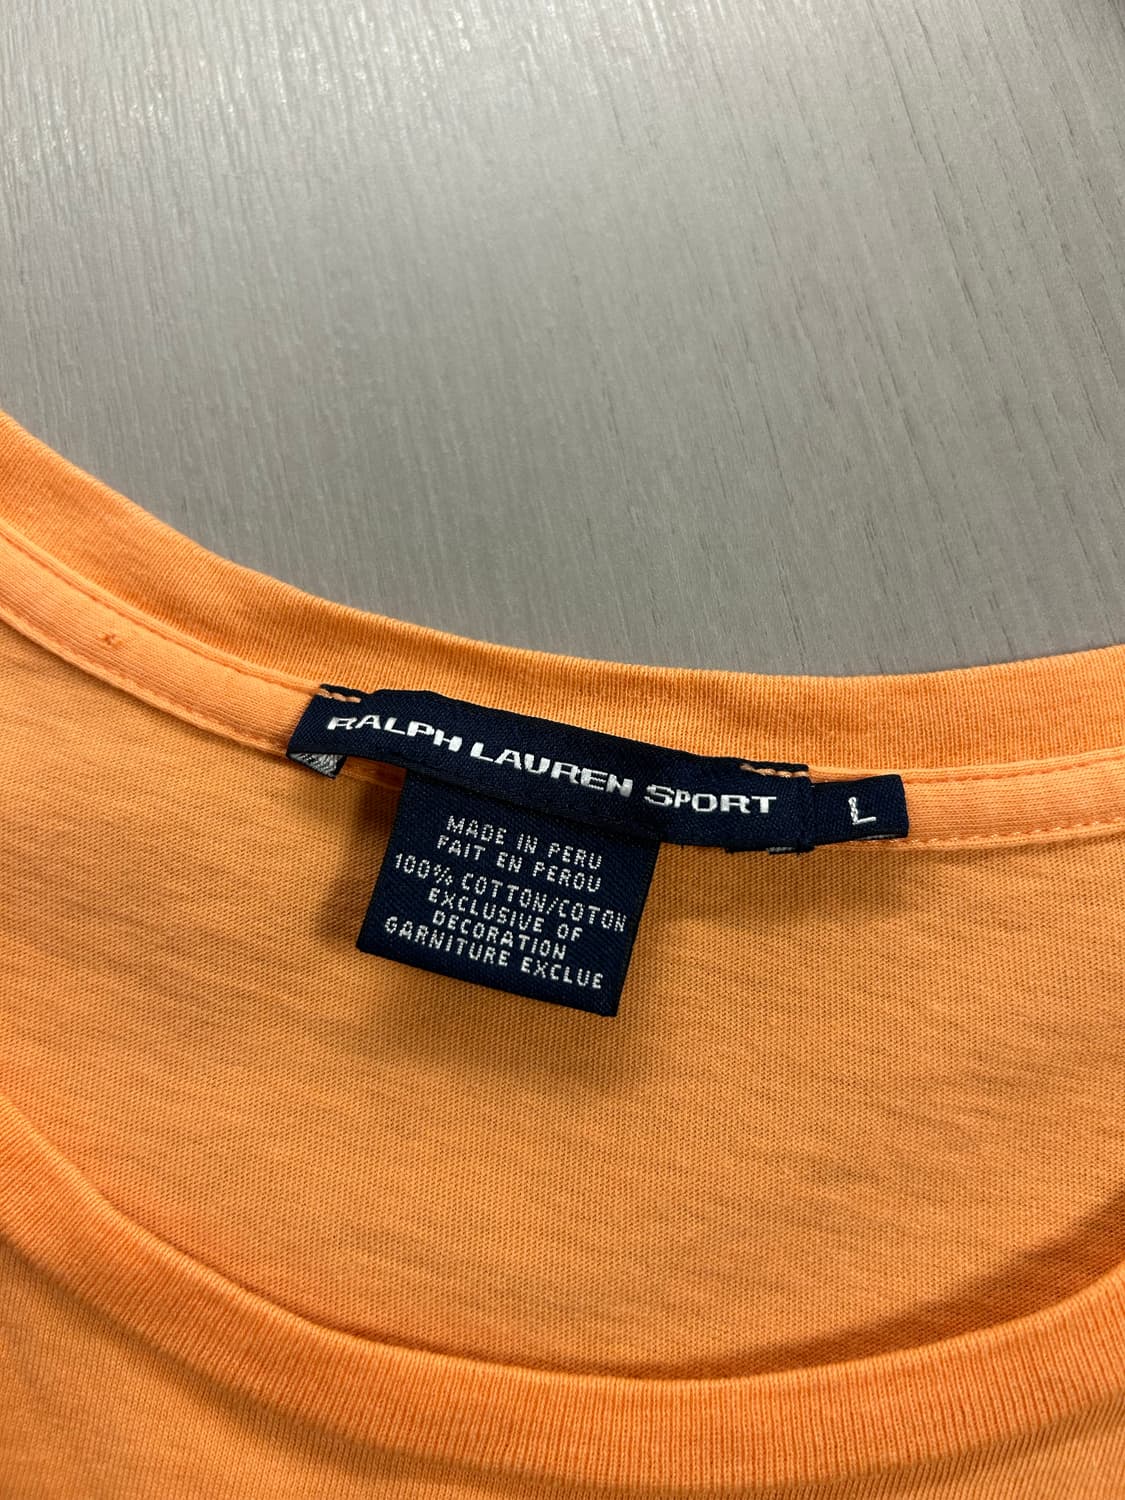 RALPH LAUREN SPORT
L
MADE IN PERU
FAIT EN PEROU
100% COTTON/COTON
EXCLUSIVE OF
DECORATION
GARNITURE EXCLUE